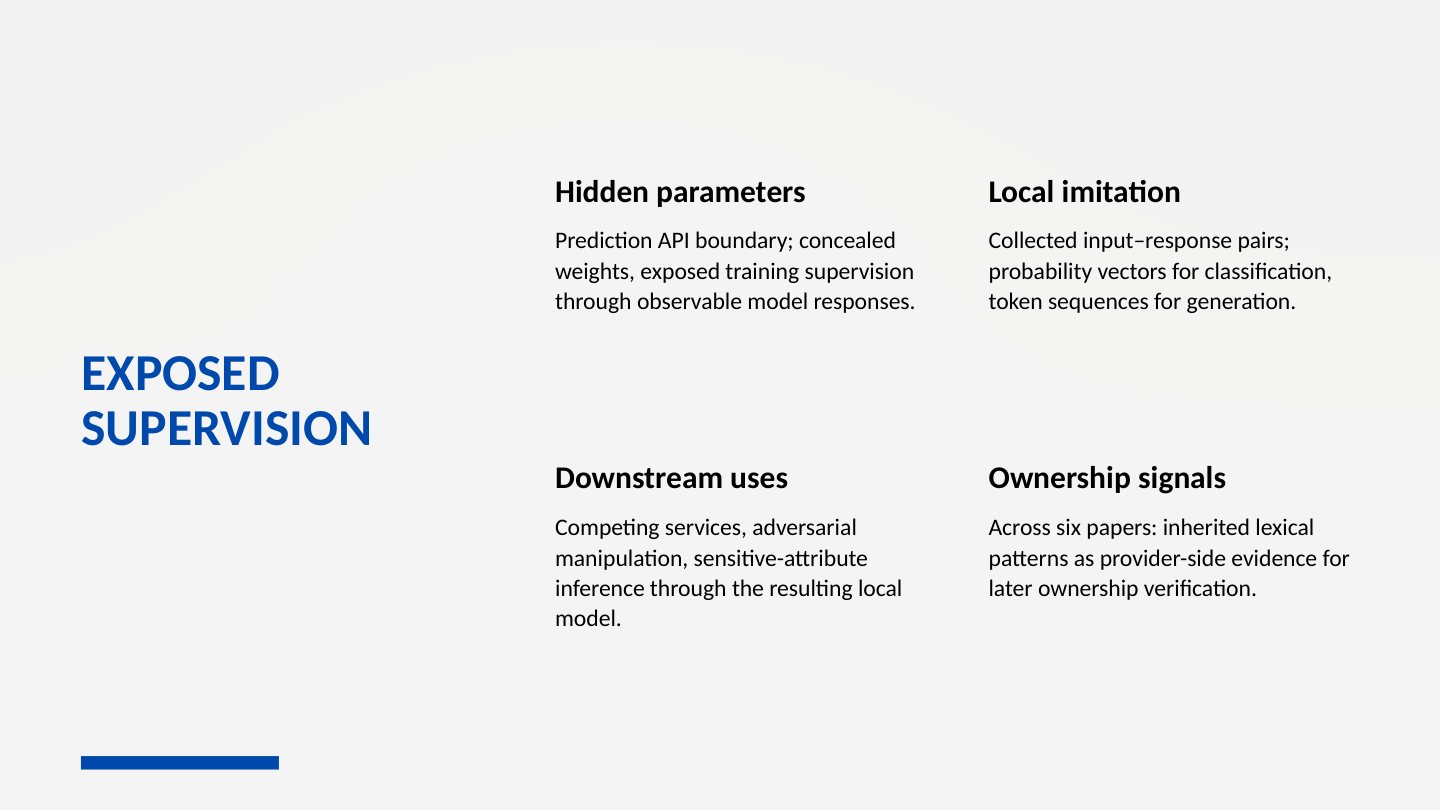 EXPOSED
SUPERVISION
Hidden parameters
Prediction API boundary; concealed
weights, exposed training supervision
through observable model responses.
Local imitation
Collected input–response pairs;
probability vectors for classification,
token sequences for generation.
Downstream uses
Competing services, adversarial
manipulation, sensitive-attribute
inference through the resulting local
model.
Ownership signals
Across six papers: inherited lexical
patterns as provider-side evidence for
later ownership verification.